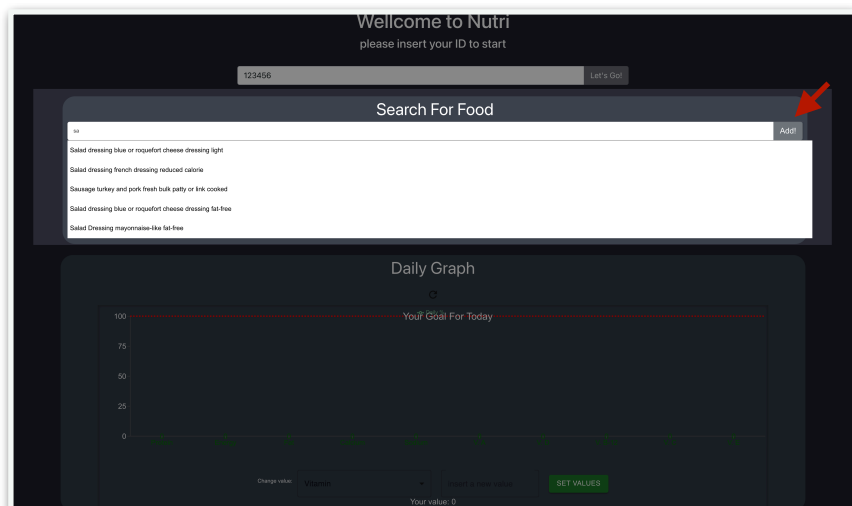 Wellcome to Nutri
please insert your ID to start
123456 Let's Go!
Search For Food
sa Add!
Salad dressing blue or roquefort cheese dressing light
Salad dressing french dressing reduced calorie
Sausage turkey and pork fresh bulk patty or link cooked
Salad dressing blue or roquefort cheese dressing fat-free
Salad Dressing mayonnaise-like fat-free
Daily Graph
Your Goal For Today
100
75
50
25
0
Change value: Vitamin Insert a new value SET VALUES
Your value: 0